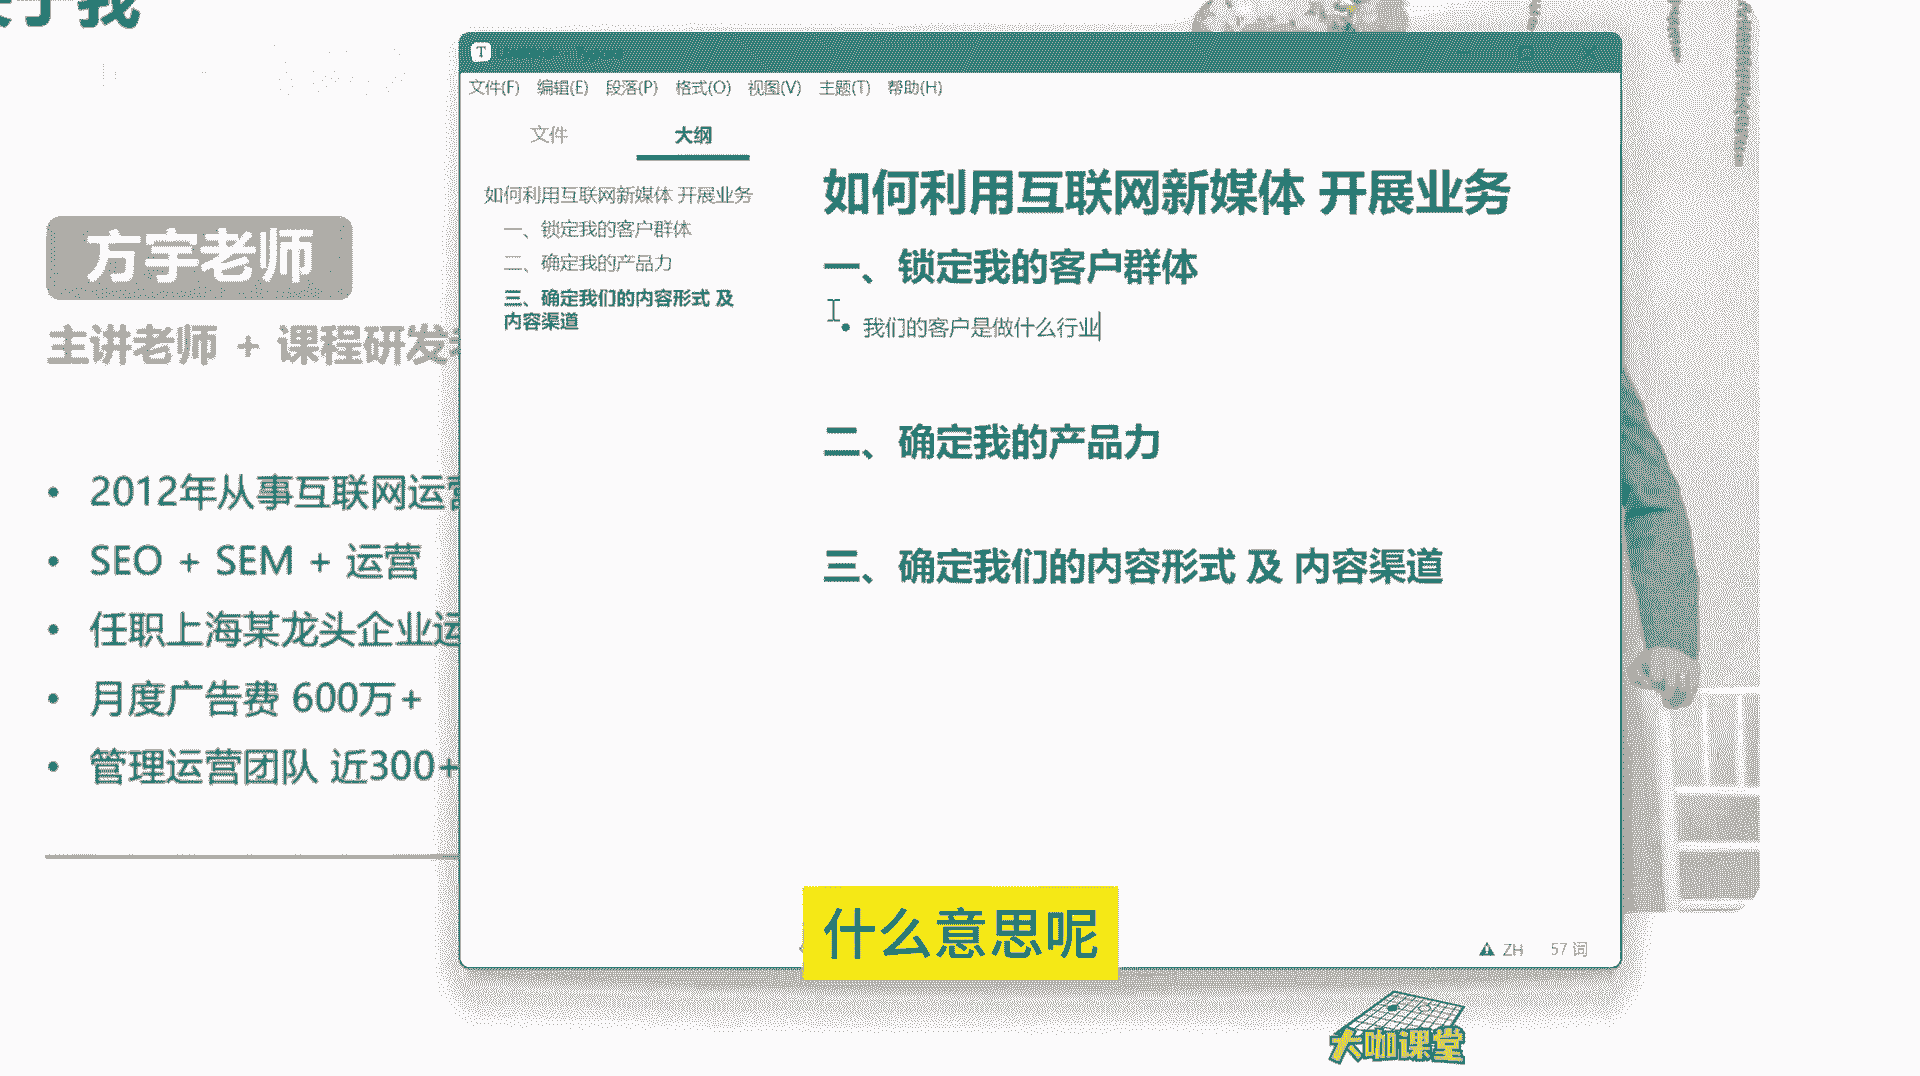 于我
方宇老师
主讲老师 + 课程研发
2012年从事互联网运营
SEO + SEM + 运营
任职上海某龙头企业运
月度广告费 600万+
管理运营团队 近300+
T
文件(F) 编辑(E) 段落(P) 格式(O) 视图(V) 主题(T) 帮助(H)
文件 大纲
如何利用互联网新媒体 开展业务
一、锁定我的客户群体
二、确定我的产品力
三、确定我们的内容形式 及
内容渠道
如何利用互联网新媒体 开展业务
一、锁定我的客户群体
我们的客户是做什么行业
二、确定我的产品力
三、确定我们的内容形式 及 内容渠道
什么意思呢
ZH 57 词
大咖课堂